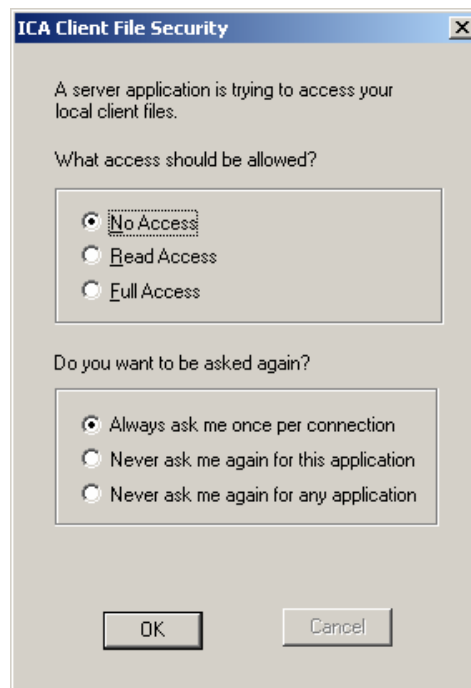 ICA Client File Security
A server application is trying to access your
local client files.
What access should be allowed?
No Access
Read Access
Full Access
Do you want to be asked again?
Always ask me once per connection
Never ask me again for this application
Never ask me again for any application
OK
Cancel